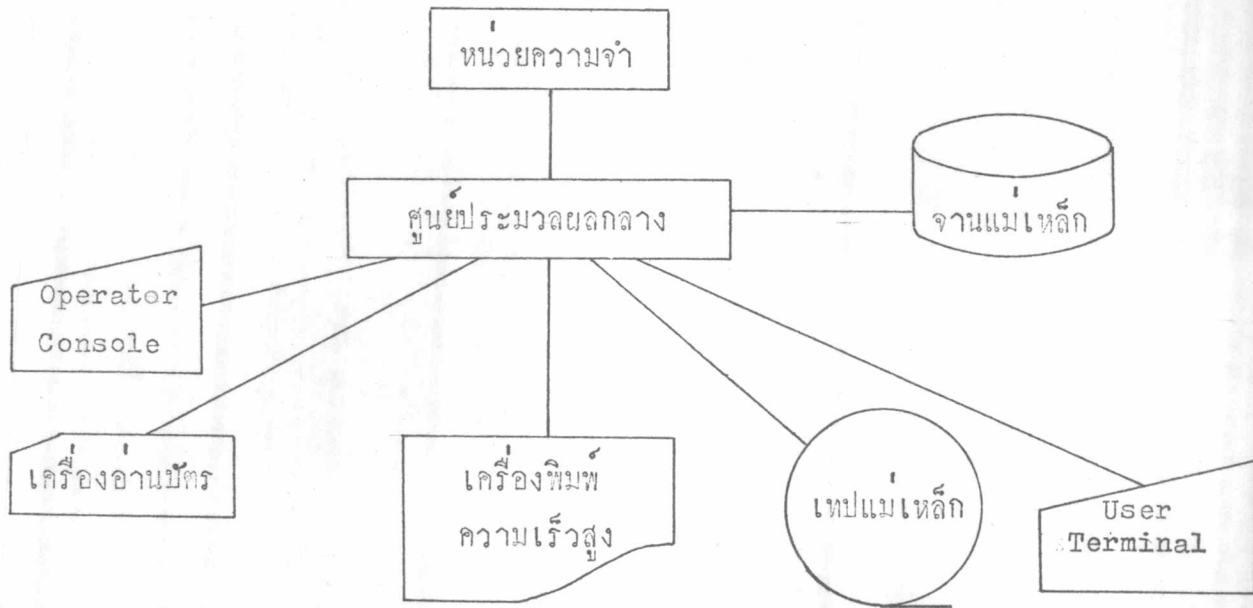 หน่วยความจำ
ศูนย์ประมวลผลกลาง
จานแม่เหล็ก
Operator
Console
เครื่องอ่านบัตร
เครื่องพิมพ์
ความเร็วสูง
เทปแม่เหล็ก
User
Terminal